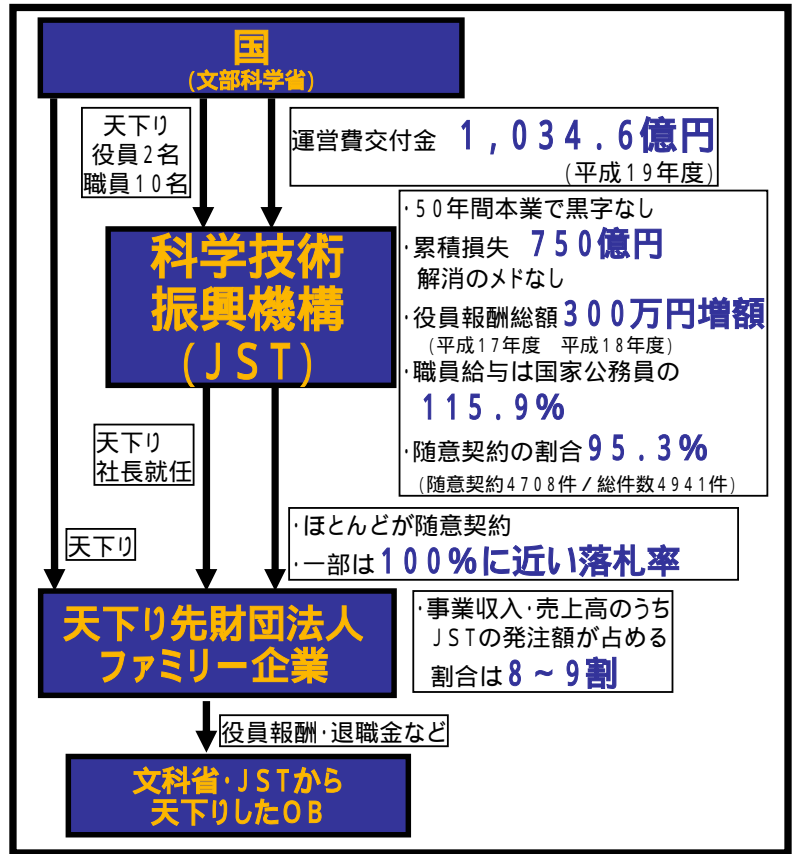 国
(文部科学省)
天下り
役員2名
職員10名
運営費交付金 1,034.6億円
(平成19年度)
科学技術
振興機構
(JST)
・50年間本業で黒字なし
・累積損失 750億円
解消のメドなし
・役員報酬総額300万円増額
(平成17年度 平成18年度)
・職員給与は国家公務員の
115.9%
・随意契約の割合95.3%
(随意契約4708件/総件数4941件)
天下り
社長就任
天下り
・ほとんどが随意契約
・一部は100%に近い落札率
天下り先財団法人
ファミリー企業
・事業収入・売上高のうち
JSTの発注額が占める
割合は8~9割
役員報酬・退職金など
文科省・JSTから
天下りしたOB